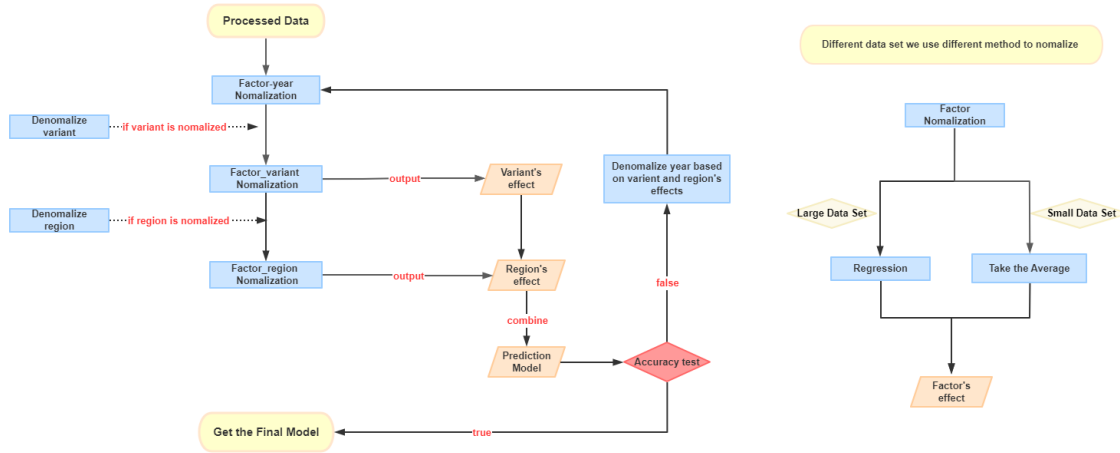 Processed Data
Different data set we use different method to nomalize
Factor-year
Nomalization
Denomalize
variant
if variant is nomalized
Factor_variant
Nomalization
output
Variant's
effect
Denomalize year based
on varient and region's
effects
Denomalize
region
if region is nomalized
Factor_region
Nomalization
output
Region's
effect
false
combine
Prediction
Model
Accuracy test
Get the Final Model
true
Factor
Nomalization
Large Data Set
Small Data Set
Regression
Take the Average
Factor's
effect